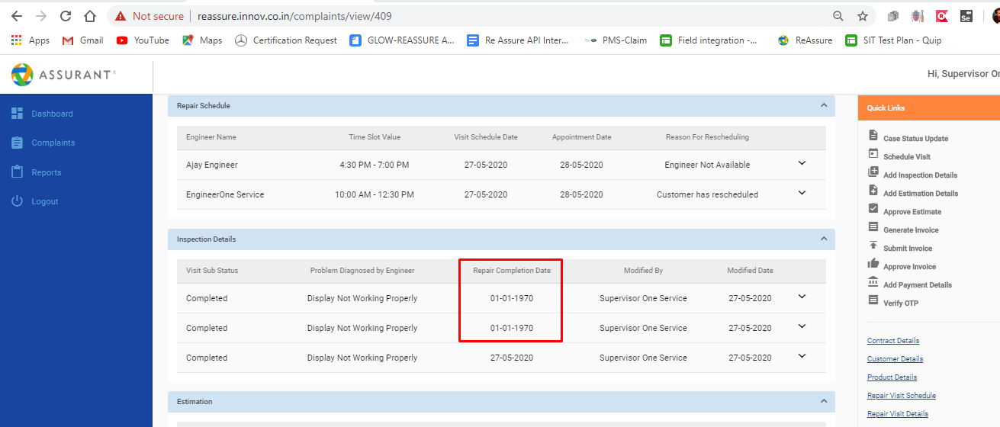 Not secure | reassure.innov.co.in/complaints/view/409
Apps Gmail YouTube Maps Certification Request GLOW-REASSURE A... Re Assure API Inter... PMS-Claim Field integration -... ReAssure SIT Test Plan - Quip
ASSURANT®
Hi, Supervisor
Dashboard
Complaints
Reports
Logout
Repair Schedule
Engineer Name Time Slot Value Visit Schedule Date Appointment Date Reason For Rescheduling
Ajay Engineer 4:30 PM - 7:00 PM 27-05-2020 28-05-2020 Engineer Not Available
EngineerOne Service 10:00 AM - 12:30 PM 27-05-2020 28-05-2020 Customer has rescheduled
Inspection Details
Visit Sub Status Problem Diagnosed by Engineer Repair Completion Date Modified By Modified Date
Completed Display Not Working Properly 01-01-1970 Supervisor One Service 27-05-2020
Completed Display Not Working Properly 01-01-1970 Supervisor One Service 27-05-2020
Completed Display Not Working Properly 27-05-2020 Supervisor One Service 27-05-2020
Estimation
Quick Links
Case Status Update
Schedule Visit
Add Inspection Details
Add Estimation Details
Approve Estimate
Generate Invoice
Submit Invoice
Approve Invoice
Add Payment Details
Verify OTP
Contract Details
Customer Details
Product Details
Repair Visit Schedule
Repair Visit Details